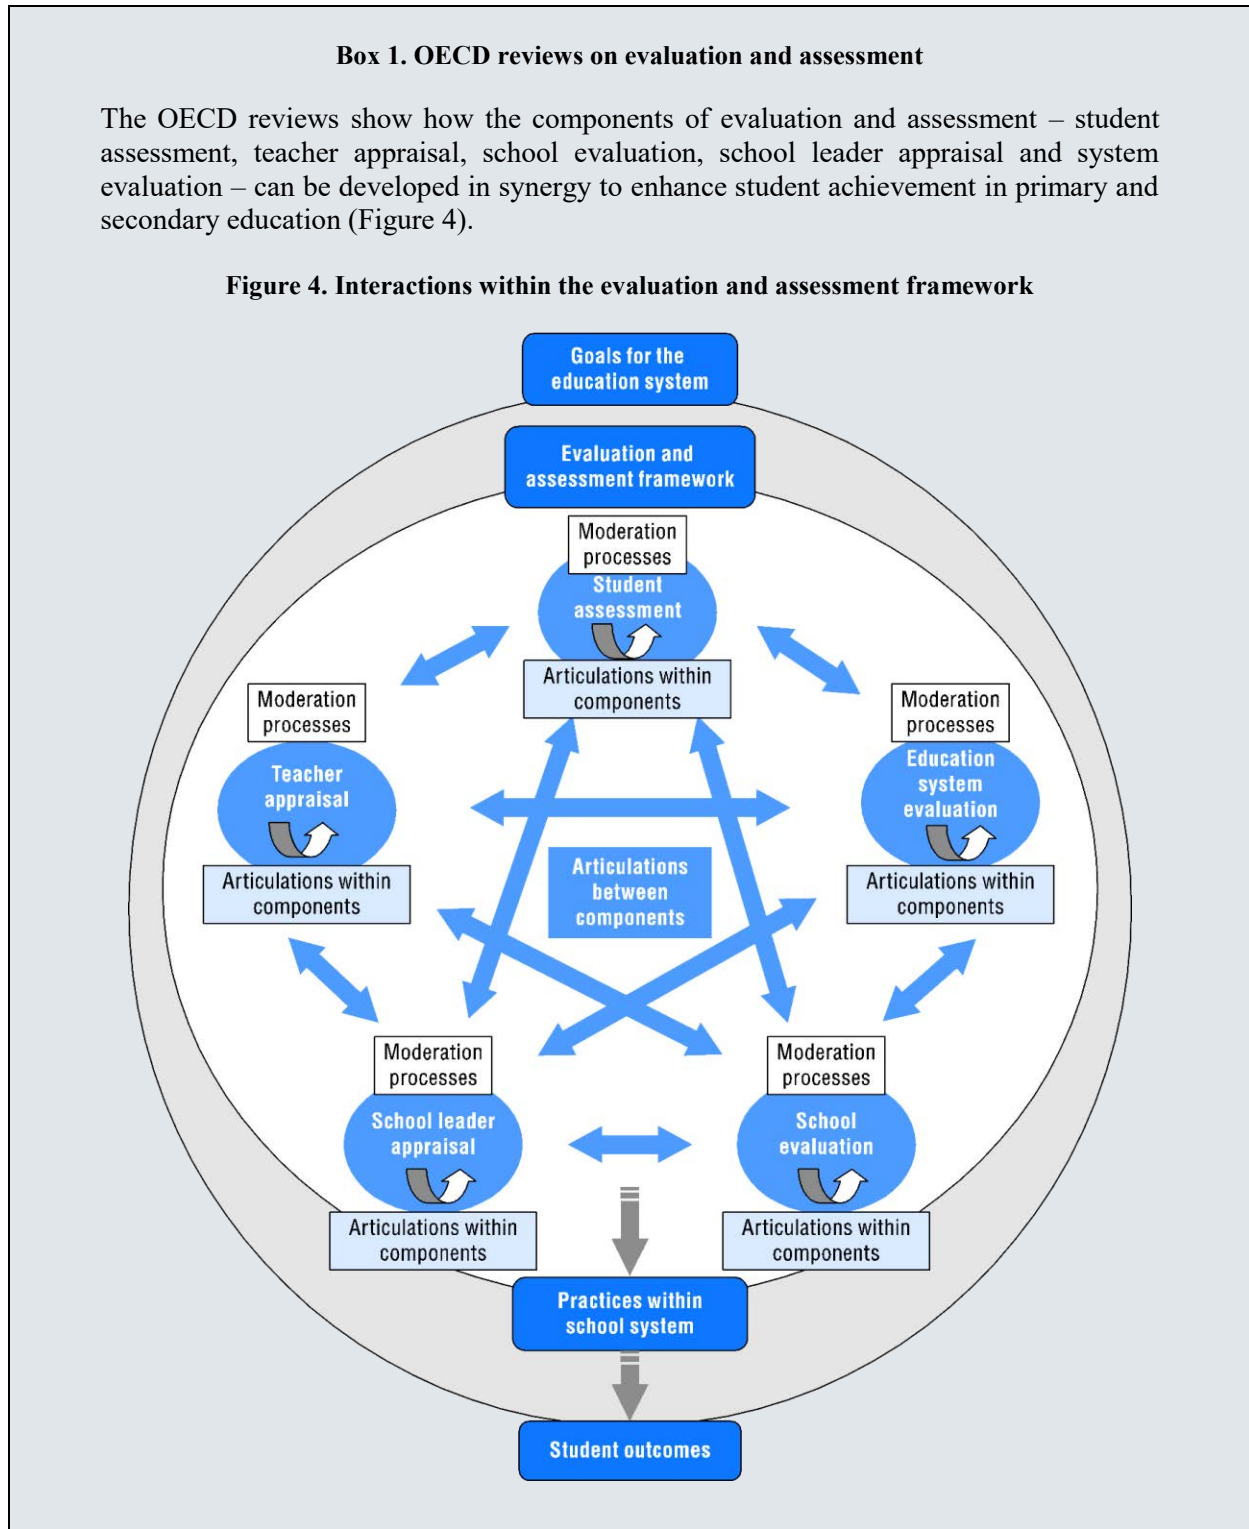 Box 1. OECD reviews on evaluation and assessment
The OECD reviews show how the components of evaluation and assessment – student
assessment, teacher appraisal, school evaluation, school leader appraisal and system
evaluation – can be developed in synergy to enhance student achievement in primary and
secondary education (Figure 4).
Figure 4. Interactions within the evaluation and assessment framework
Goals for the
education system
Evaluation and
assessment framework
Moderation
processes
Student
assessment
Articulations within
components
Moderation
processes
Teacher
appraisal
Articulations within
components
Moderation
processes
Education
system
evaluation
Articulations within
components
Articulations
between
components
Moderation
processes
School leader
appraisal
Articulations within
components
Moderation
processes
School
evaluation
Articulations within
components
Practices within
school system
Student outcomes